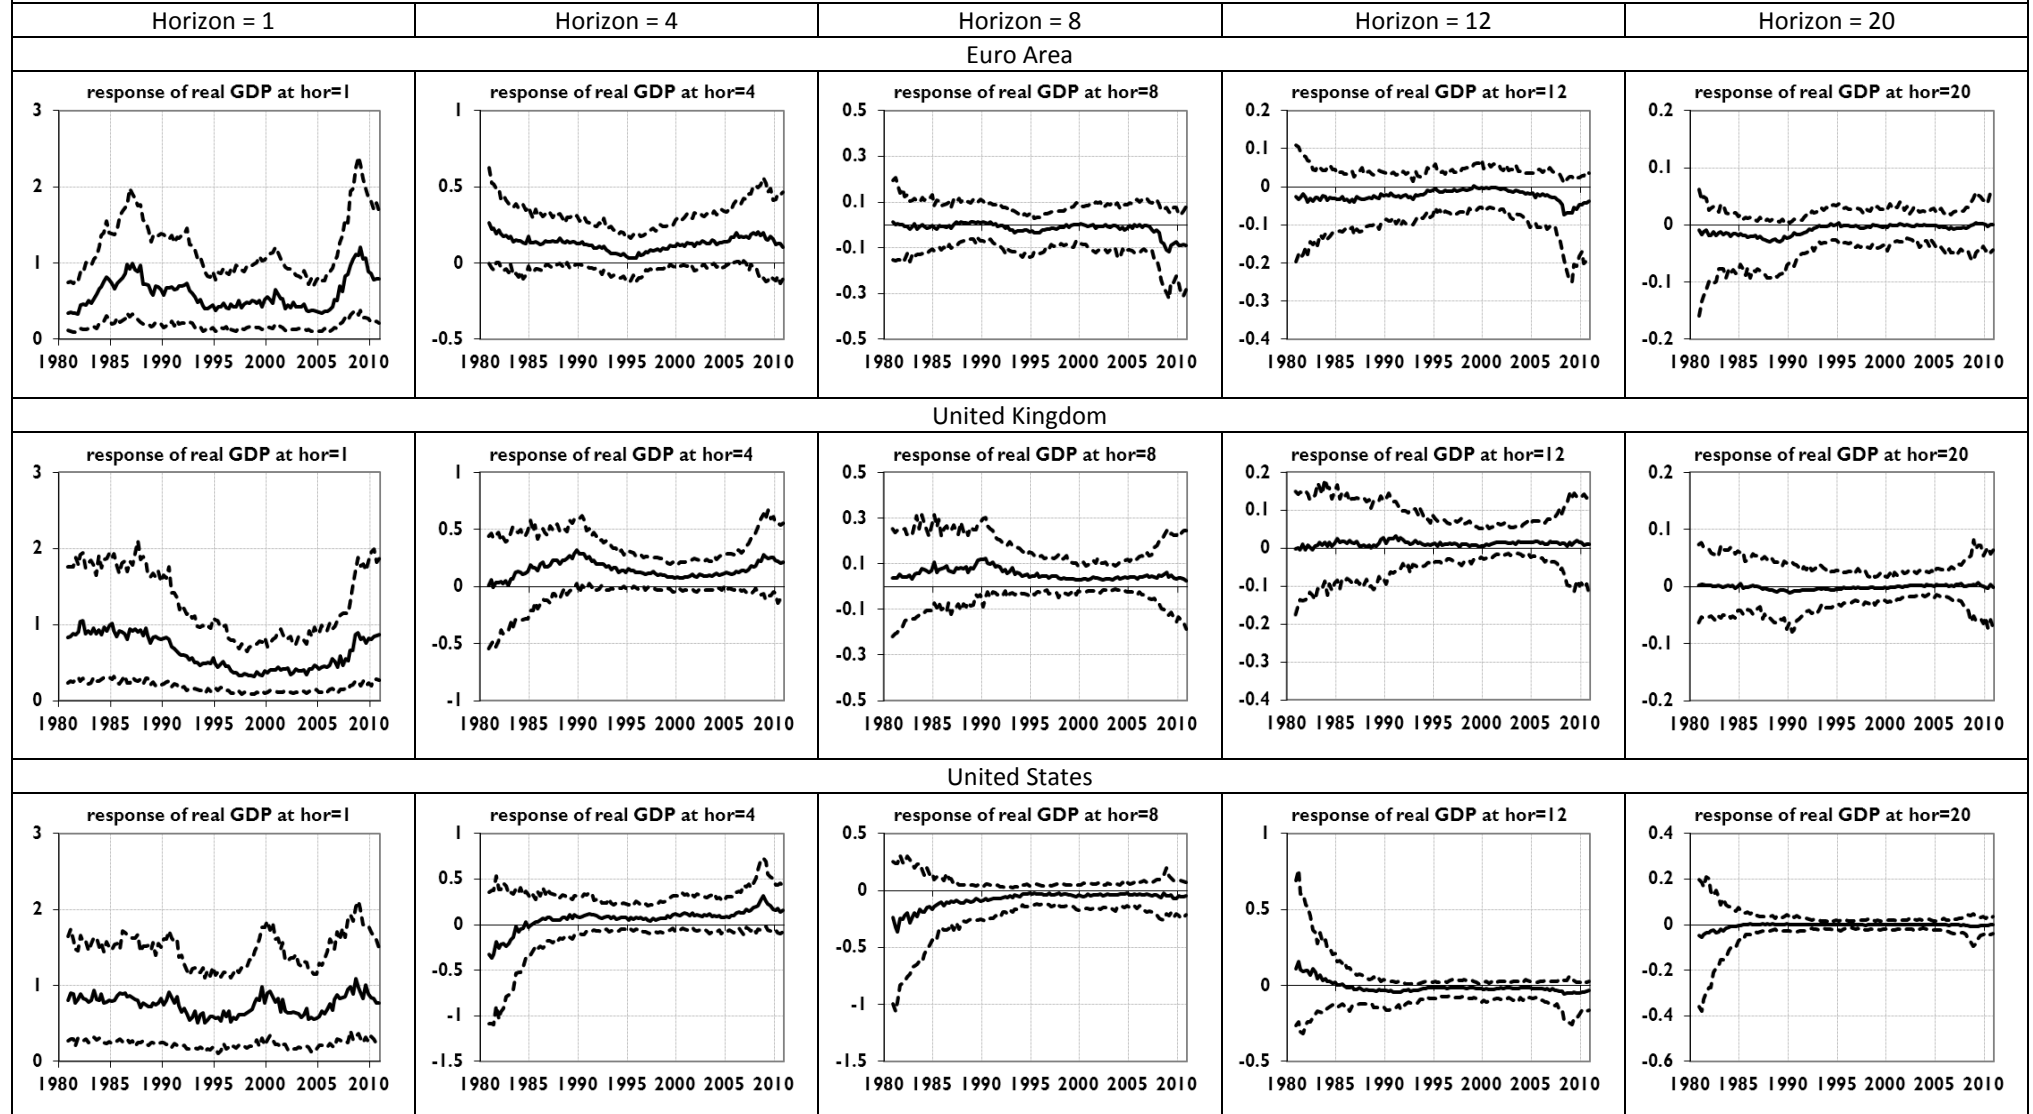 Horizon = 1 Horizon = 4 Horizon = 8 Horizon = 12 Horizon = 20
Euro Area
response of real GDP at hor=1 response of real GDP at hor=4 response of real GDP at hor=8 response of real GDP at hor=12 response of real GDP at hor=20
3 1 0.5 0.2 0.2
0.3 0.1
2 0.5 0.1 0 0.1
-0.1
1 0 -0.1 -0.2 0
-0.3 -0.3 -0.1
0 -0.5 -0.5 -0.4 -0.2
1980 1985 1990 1995 2000 2005 2010 1980 1985 1990 1995 2000 2005 2010 1980 1985 1990 1995 2000 2005 2010 1980 1985 1990 1995 2000 2005 2010 1980 1985 1990 1995 2000 2005 2010
United Kingdom
response of real GDP at hor=1 response of real GDP at hor=4 response of real GDP at hor=8 response of real GDP at hor=12 response of real GDP at hor=20
3 1 0.5 0.2 0.2
0.3 0.1
2 0.5 0.1 0 0.1
0 -0.1 0
1 -0.5 -0.1 -0.2 -0.1
-0.3 -0.3
0 -1 -0.5 -0.4 -0.2
1980 1985 1990 1995 2000 2005 2010 1980 1985 1990 1995 2000 2005 2010 1980 1985 1990 1995 2000 2005 2010 1980 1985 1990 1995 2000 2005 2010 1980 1985 1990 1995 2000 2005 2010
United States
response of real GDP at hor=1 response of real GDP at hor=4 response of real GDP at hor=8 response of real GDP at hor=12 response of real GDP at hor=20
3 1 0.5 1 0.4
0.5 0 0.2
2 0 0.5 0
-0.5 -0.5
1 -1 -1 0 -0.2
-0.4
0 -1.5 -1.5 -0.5 -0.6
1980 1985 1990 1995 2000 2005 2010 1980 1985 1990 1995 2000 2005 2010 1980 1985 1990 1995 2000 2005 2010 1980 1985 1990 1995 2000 2005 2010 1980 1985 1990 1995 2000 2005 2010